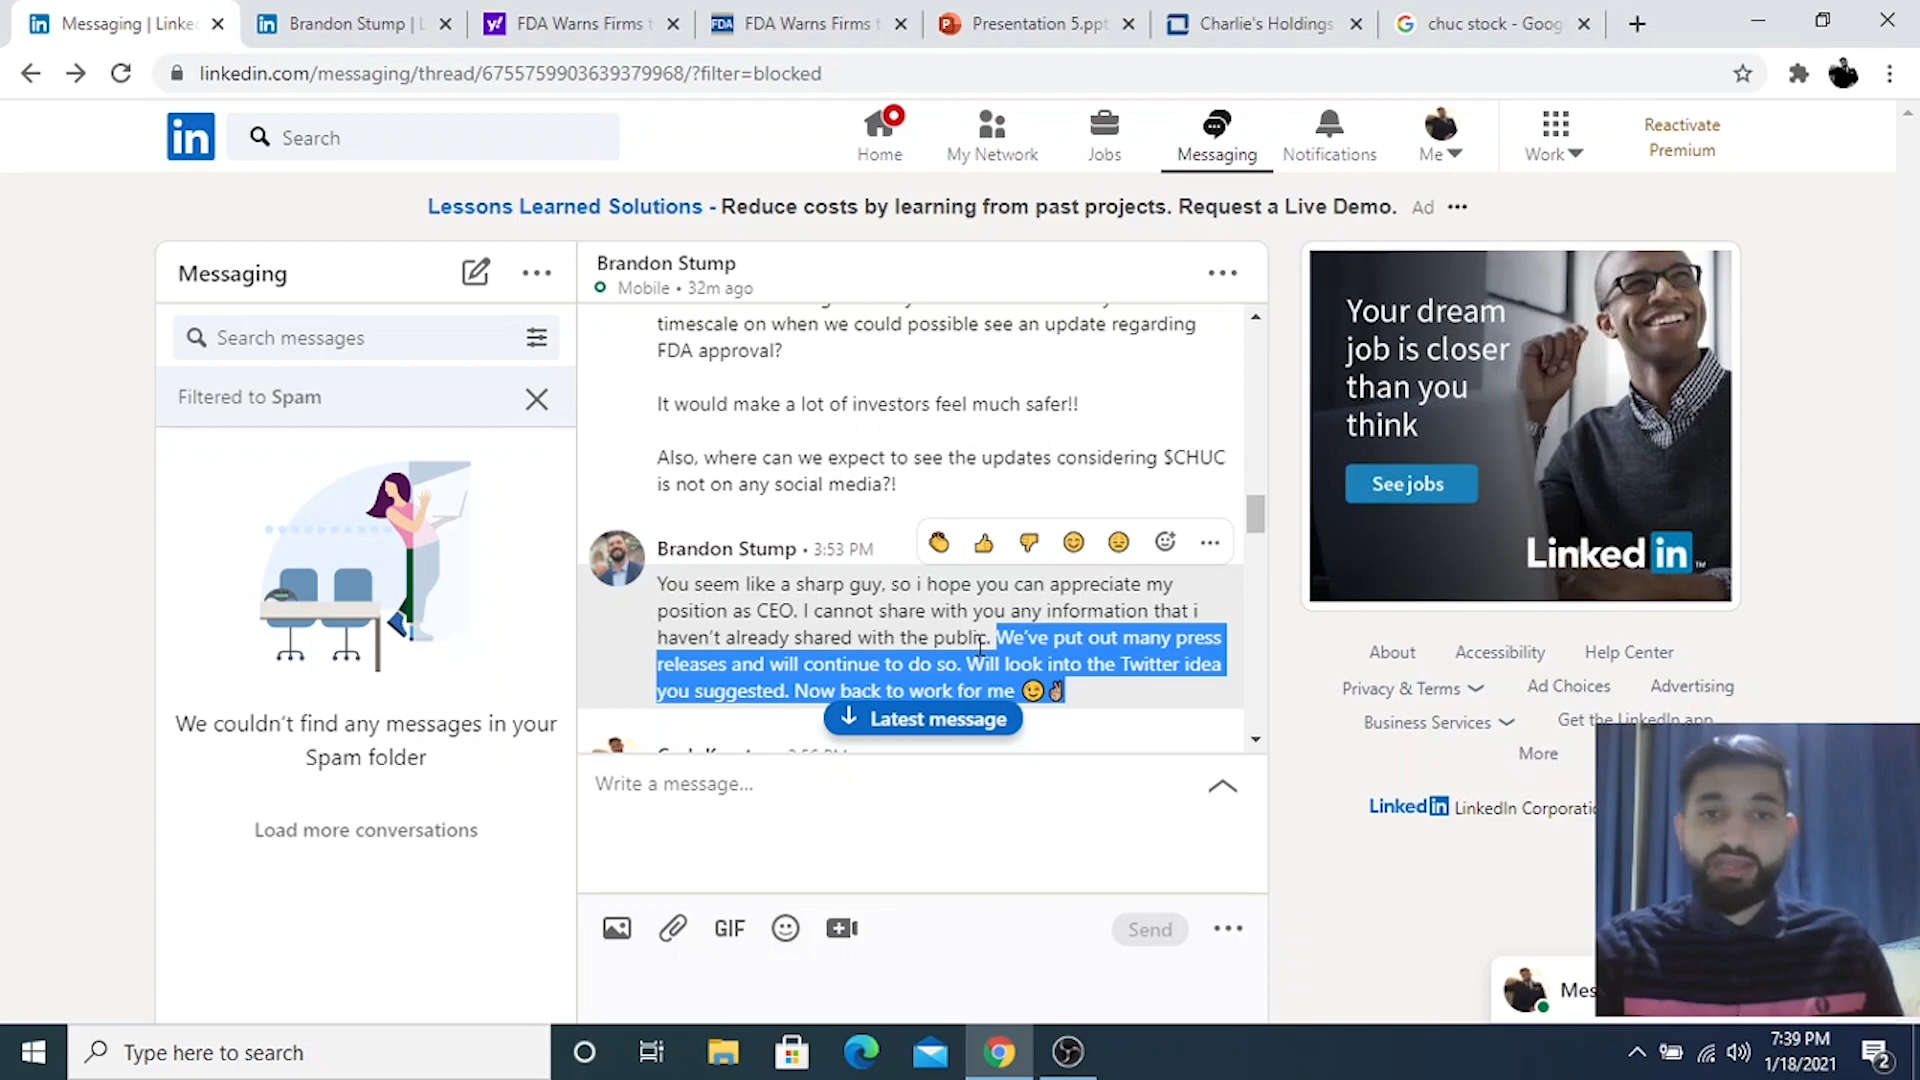 Messaging | Linke
Brandon Stump | L
FDA Warns Firms t
FDA Warns Firms t
Presentation 5.ppt
Charlie's Holdings
chuc stock - Goog
linkedin.com/messaging/thread/6755759903639379968/?filter=blocked
in
Search
Home
My Network
Jobs
Messaging
Notifications
Me
Work
Reactivate
Premium
Lessons Learned Solutions - Reduce costs by learning from past projects. Request a Live Demo. Ad
Messaging
Search messages
Filtered to Spam
We couldn't find any messages in your
Spam folder
Load more conversations
Brandon Stump
Mobile • 32m ago
timescale on when we could possible see an update regarding
FDA approval?
It would make a lot of investors feel much safer!!
Also, where can we expect to see the updates considering $CHUC
is not on any social media?!
Brandon Stump • 3:53 PM
You seem like a sharp guy, so i hope you can appreciate my
position as CEO. I cannot share with you any information that i
haven't already shared with the public. We've put out many press
releases and will continue to do so. Will look into the Twitter idea
you suggested. Now back to work for me 😉✌🏽
Latest message
Write a message...
GIF
Send
Your dream
job is closer
than you
think
See jobs
Linked in
About
Accessibility
Help Center
Privacy & Terms
Ad Choices
Advertising
Business Services
Get the LinkedIn app
More
Linked in LinkedIn Corporatio
Mes
Type here to search
7:39 PM
1/18/2021
2